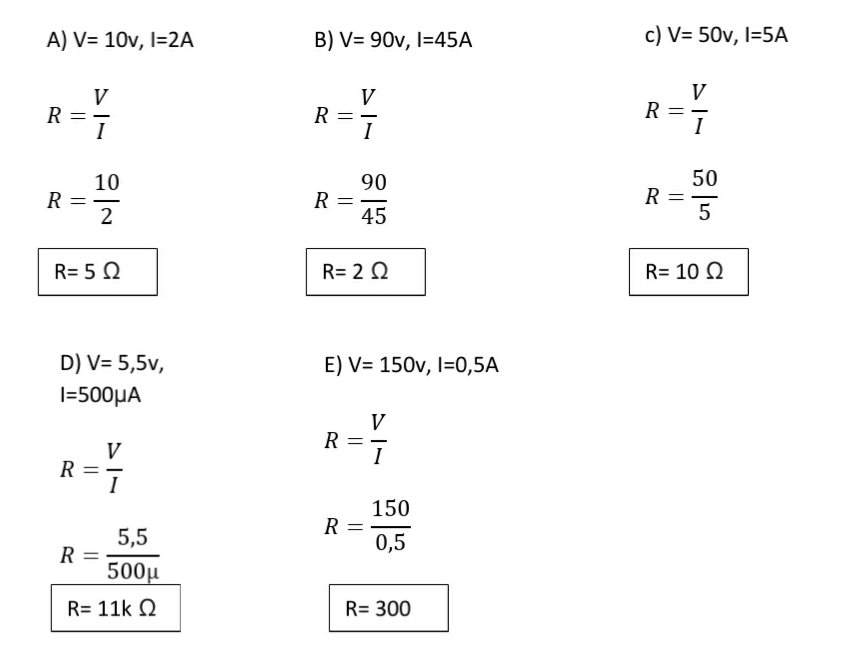 A) V= 10v, I=2A
R = V/I
R = 10/2
R= 5 Ω
B) V= 90v, I=45A
R = V/I
R = 90/45
R= 2 Ω
c) V= 50v, I=5A
R = V/I
R = 50/5
R= 10 Ω
D) V= 5,5v,
I=500µA
R = V/I
R = 5,5/500µ
R= 11k Ω
E) V= 150v, I=0,5A
R = V/I
R = 150/0,5
R= 300